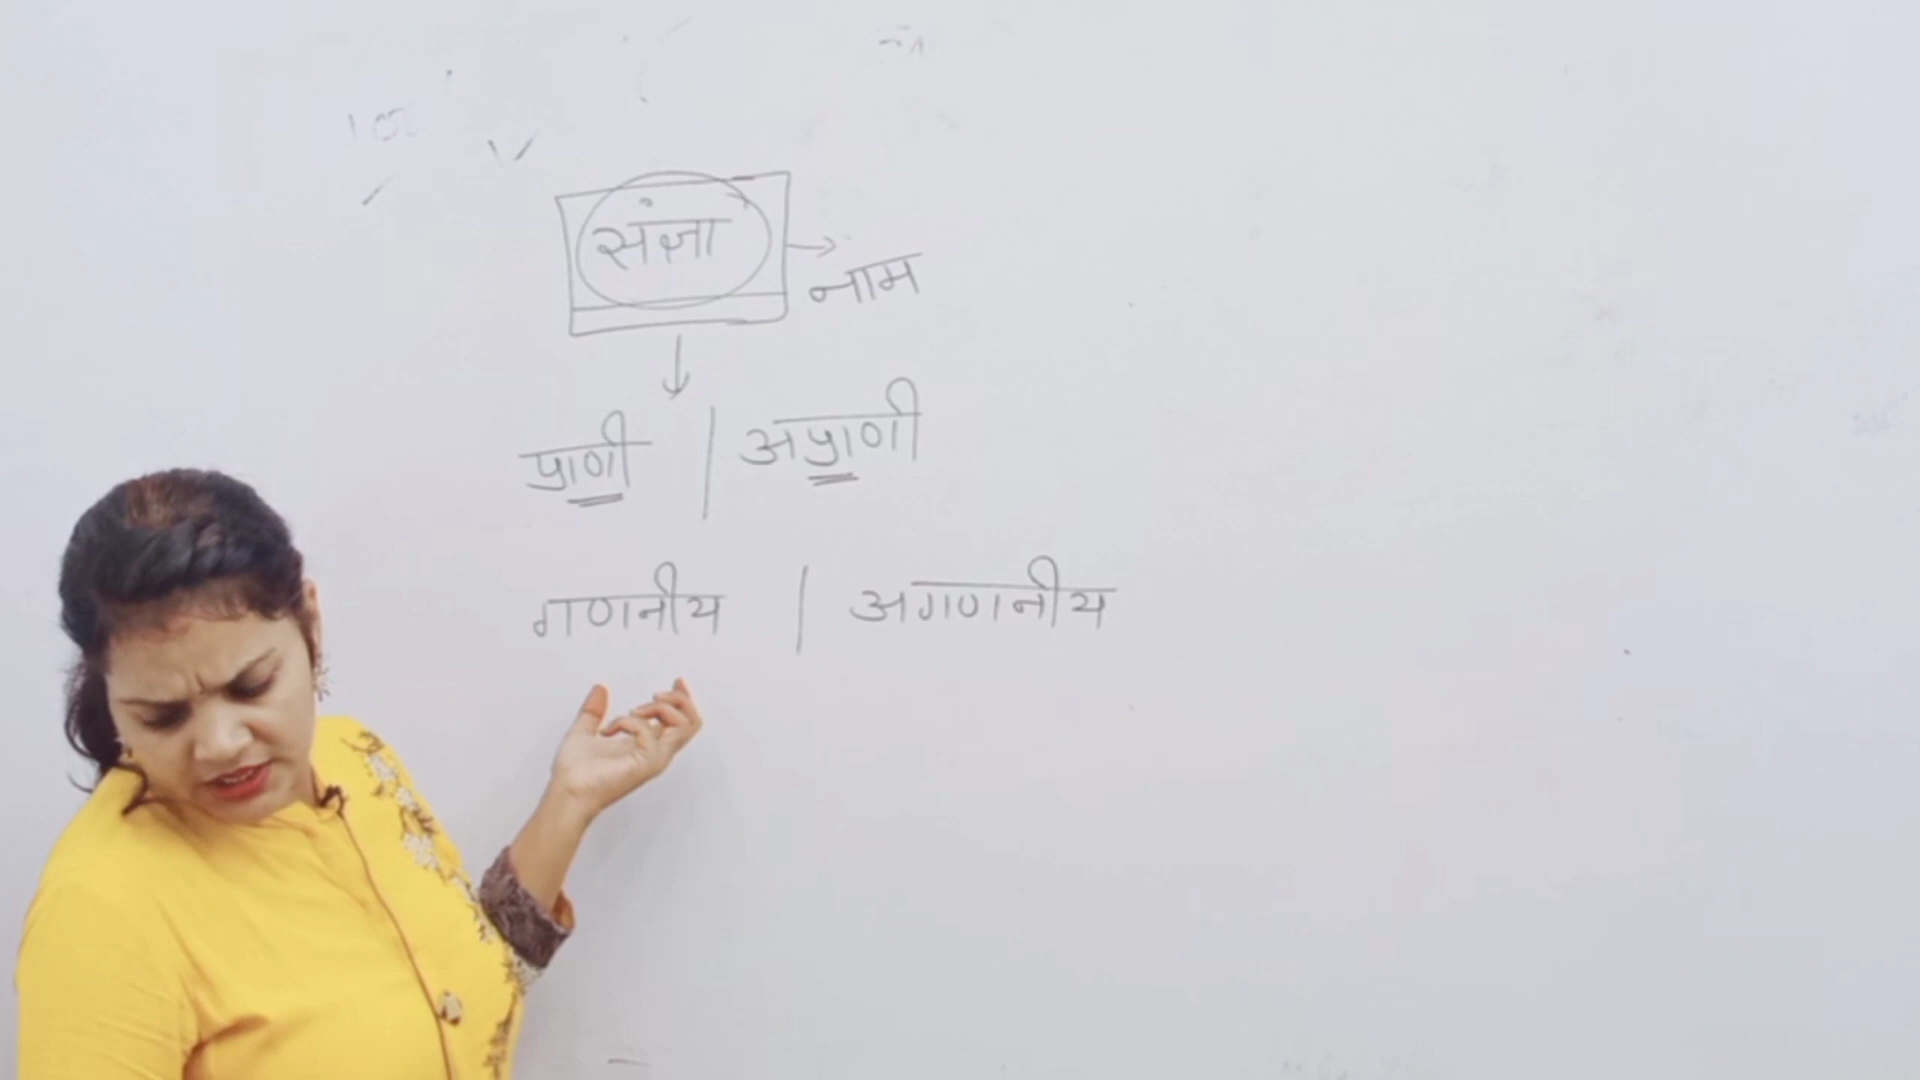 संज्ञा
नाम
प्राणी / अप्राणी
गणनीय / अगणनीय